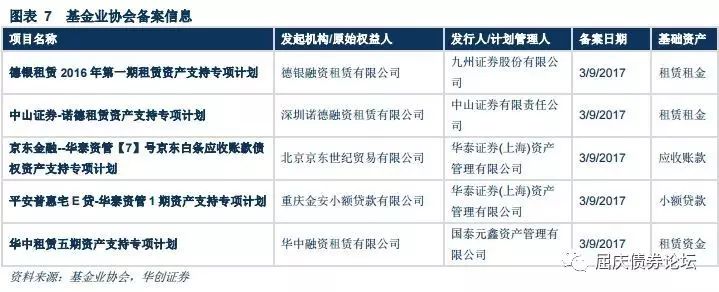 图表 7 基金业协会备案信息
项目名称 发起机构/原始权益人 发行人/计划管理人 备案日期 基础资产
德银租赁 2016 年第一期租赁资产支持专项计划 德银融资租赁有限公司 九州证券股份有限公
司 3/9/2017 租赁租金
中山证券-诺德租赁资产支持专项计划 深圳诺德融资租赁有限公司 中山证券有限责任公
司 3/9/2017 租赁租金
京东金融--华泰资管【7】号京东白条应收账款债
权资产支持专项计划 北京京东世纪贸易有限公司 华泰证券(上海)资产
管理有限公司 3/9/2017 应收账款
平安普惠宅 E 贷-华泰资管 1 期资产支持专项计划 重庆金安小额贷款有限公司 华泰证券(上海)资产
管理有限公司 3/9/2017 小额贷款
华中租赁五期资产支持专项计划 华中融资租赁有限公司 国泰元鑫资产管理有
限公司 3/9/2017 租赁资金
资料来源：基金业协会，华创证券
屈庆债券论坛